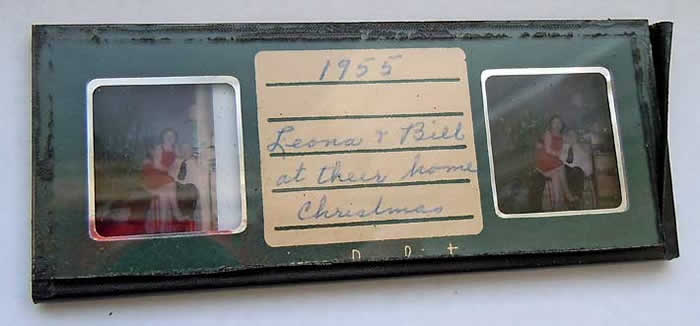 1955
Leona & Bill
at their home
Christmas